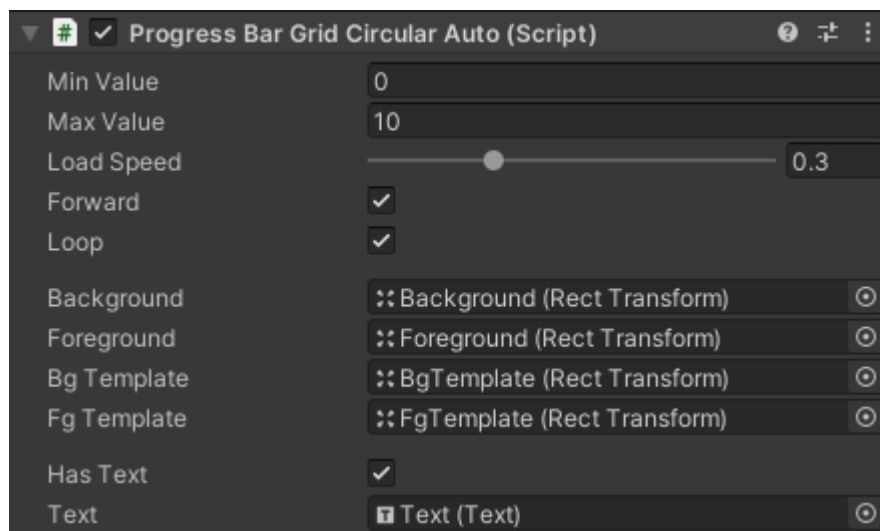 # Progress Bar Grid Circular Auto (Script)
Min Value 0
Max Value 10
Load Speed 0.3
Forward
Loop
Background Background (Rect Transform)
Foreground Foreground (Rect Transform)
Bg Template BgTemplate (Rect Transform)
Fg Template FgTemplate (Rect Transform)
Has Text
Text T Text (Text)